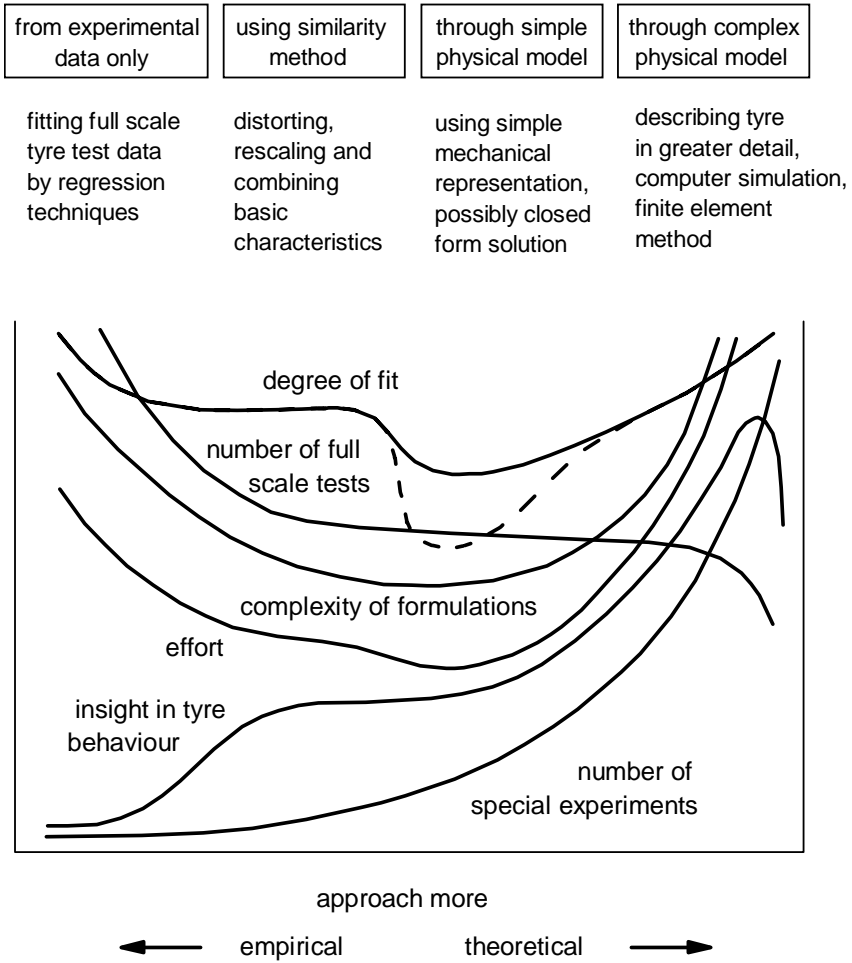 from experimental
data only
using similarity
method
through simple
physical model
through complex
physical model
fitting full scale
tyre test data
by regression
techniques
distorting,
rescaling and
combining
basic
characteristics
using simple
mechanical
representation,
possibly closed
form solution
describing tyre
in greater detail,
computer simulation,
finite element
method
degree of fit
number of full
scale tests
complexity of formulations
effort
insight in tyre
behaviour
number of
special experiments
approach more
empirical
theoretical